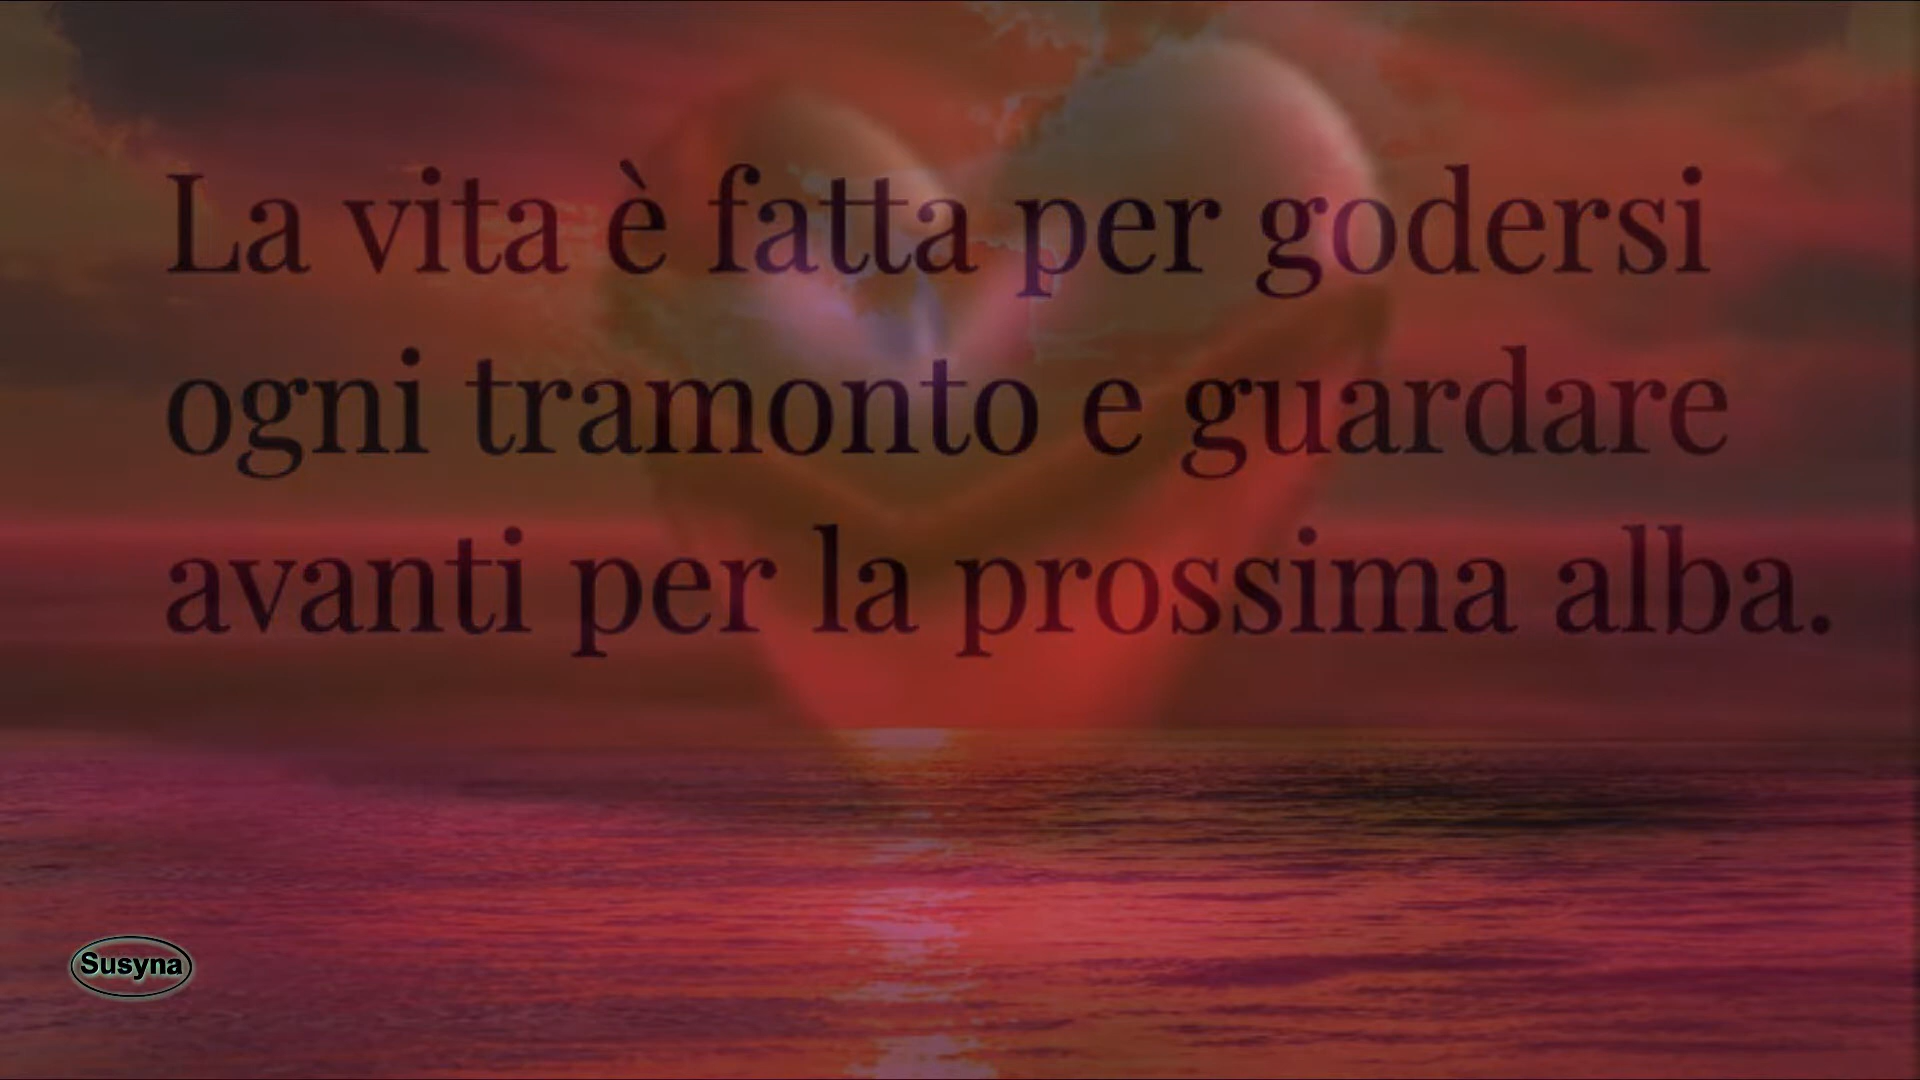 La vita è fatta per godersi
ogni tramonto e guardare
avanti per la prossima alba.
Susyna